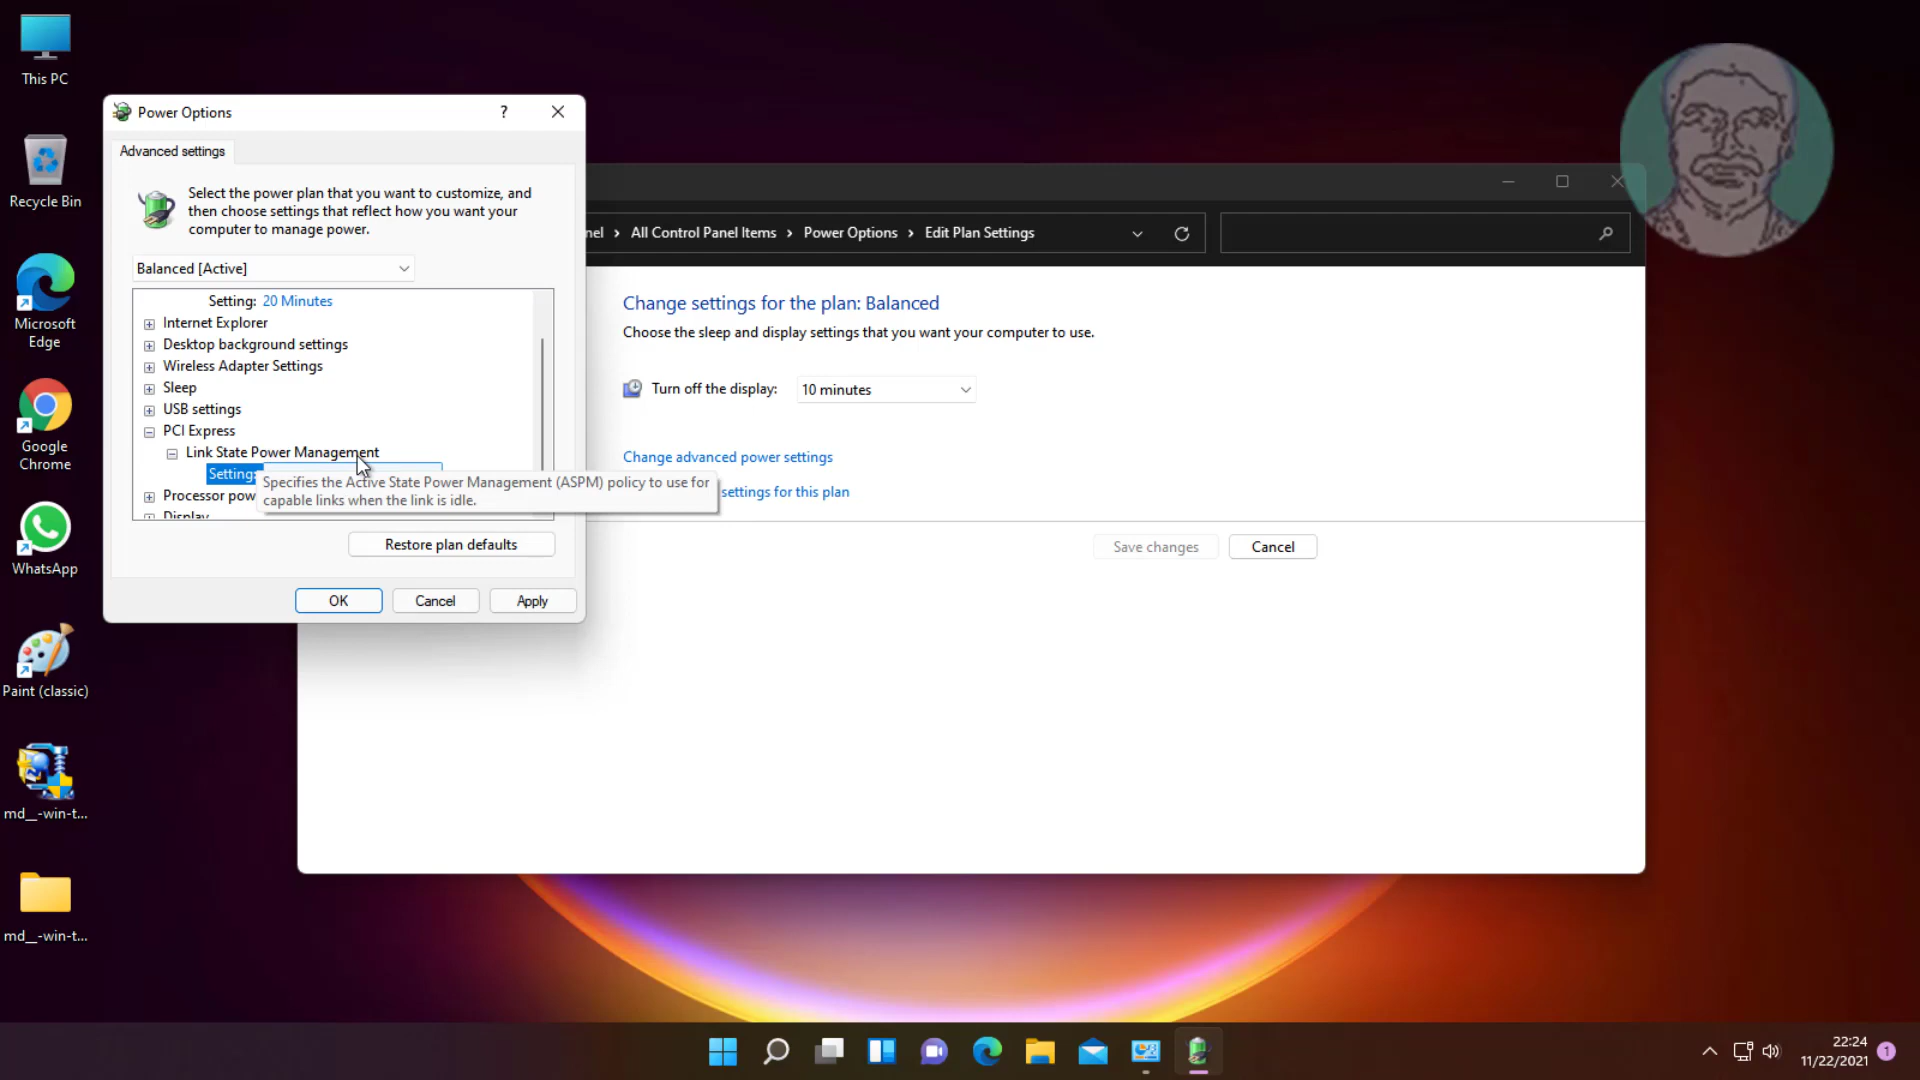 This PC
Recycle Bin
Microsoft
Edge
Google
Chrome
WhatsApp
Paint (classic)
md__-win-t...
md__-win-t...
Power Options
?
Advanced settings
Select the power plan that you want to customize, and
then choose settings that reflect how you want your
computer to manage power.
Balanced [Active]
Setting: 20 Minutes
Internet Explorer
Desktop background settings
Wireless Adapter Settings
Sleep
USB settings
PCI Express
Link State Power Management
Setting:
Specifies the Active State Power Management (ASPM) policy to use for
capable links when the link is idle.
Processor pow
Display
Restore plan defaults
OK
Cancel
Apply
nel › All Control Panel Items › Power Options › Edit Plan Settings
Change settings for the plan: Balanced
Choose the sleep and display settings that you want your computer to use.
Turn off the display: 10 minutes
Change advanced power settings
settings for this plan
Save changes
Cancel
22:24
11/22/2021
1